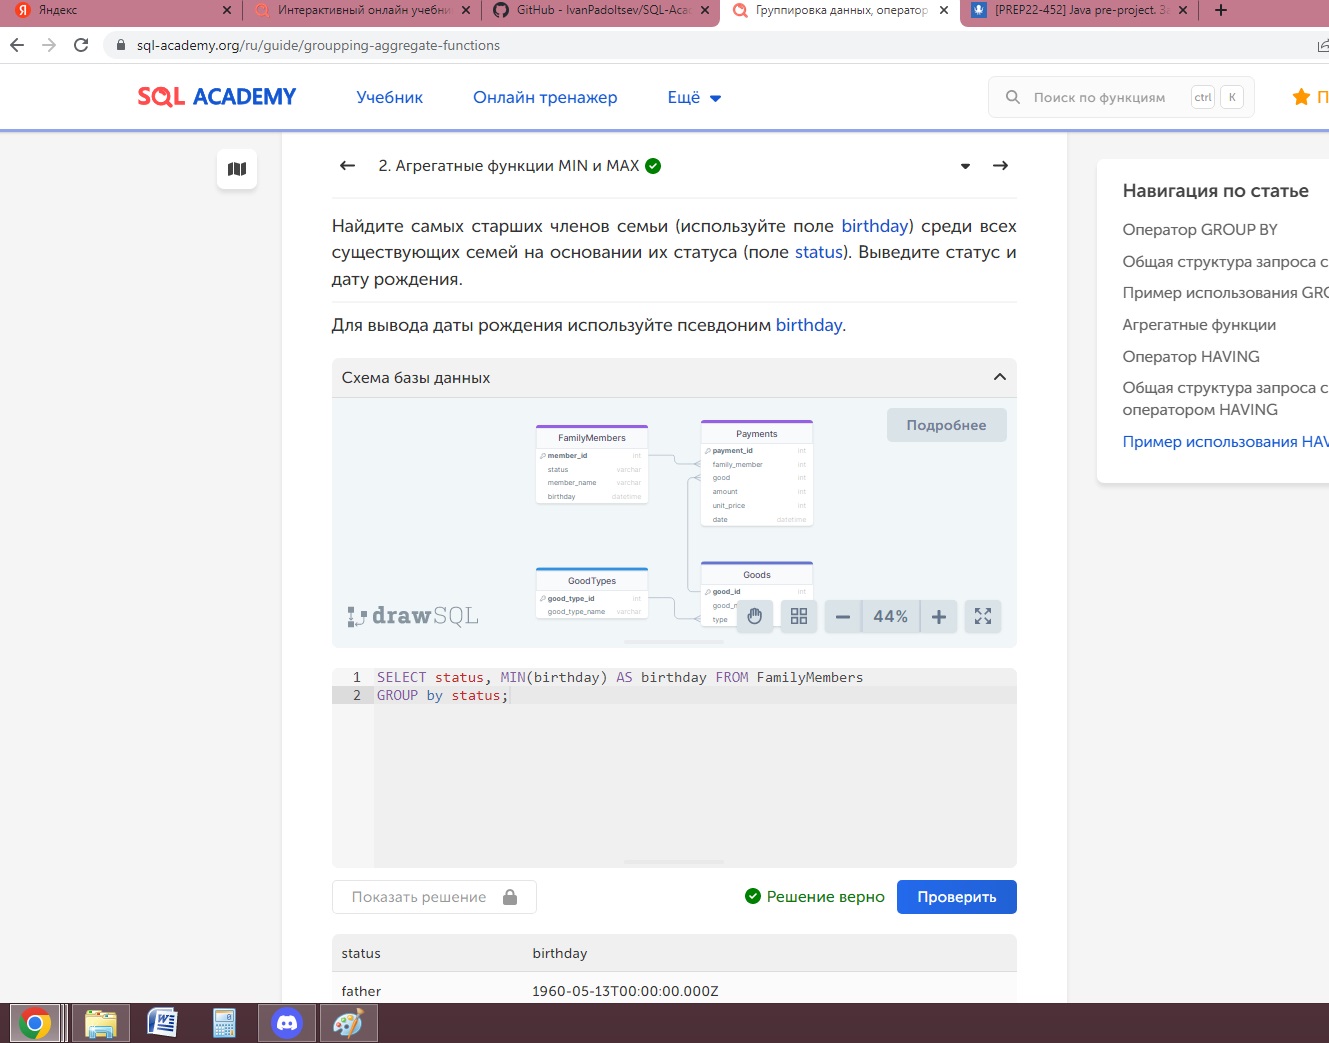 Яндекс
Интерактивный онлайн учебни
GitHub - IvanPadoltsev/SQL-Aca
Группировка данных, оператор
[PREP22-452] Java pre-project. За
sql-academy.org/ru/guide/groupping-aggregate-functions
SQL ACADEMY
Учебник
Онлайн тренажер
Ещё
Поиск по функциям
ctrl
K
П
2. Агрегатные функции MIN и MAX
Найдите самых старших членов семьи (используйте поле birthday) среди всех
существующих семей на основании их статуса (поле status). Выведите статус и
дату рождения.
Для вывода даты рождения используйте псевдоним birthday.
Навигация по статье
Оператор GROUP BY
Общая структура запроса с
Пример использования GRO
Агрегатные функции
Оператор HAVING
Общая структура запроса с
оператором HAVING
Пример использования HAV
Схема базы данных
Подробнее
FamilyMembers
member_id int
status varchar
member_name varchar
birthday datetime
Payments
payment_id int
family_member int
good int
amount int
unit_price int
date datetime
GoodTypes
good_type_id int
good_type_name varchar
Goods
good_id int
good_n
type
drawSQL
44%
1 SELECT status, MIN(birthday) AS birthday FROM FamilyMembers
2 GROUP by status;
Показать решение
Решение верно
Проверить
status birthday
father 1960-05-13T00:00:00.000Z